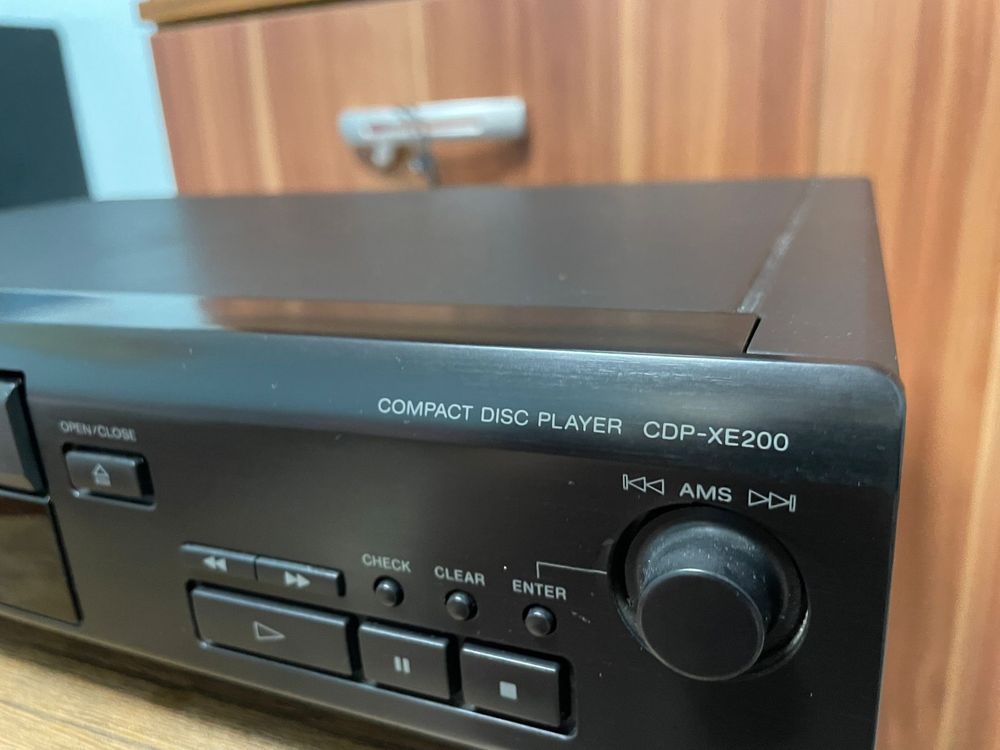 COMPACT DISC PLAYER CDP-XE200
OPEN/CLOSE
AMS
CHECK
CLEAR
ENTER